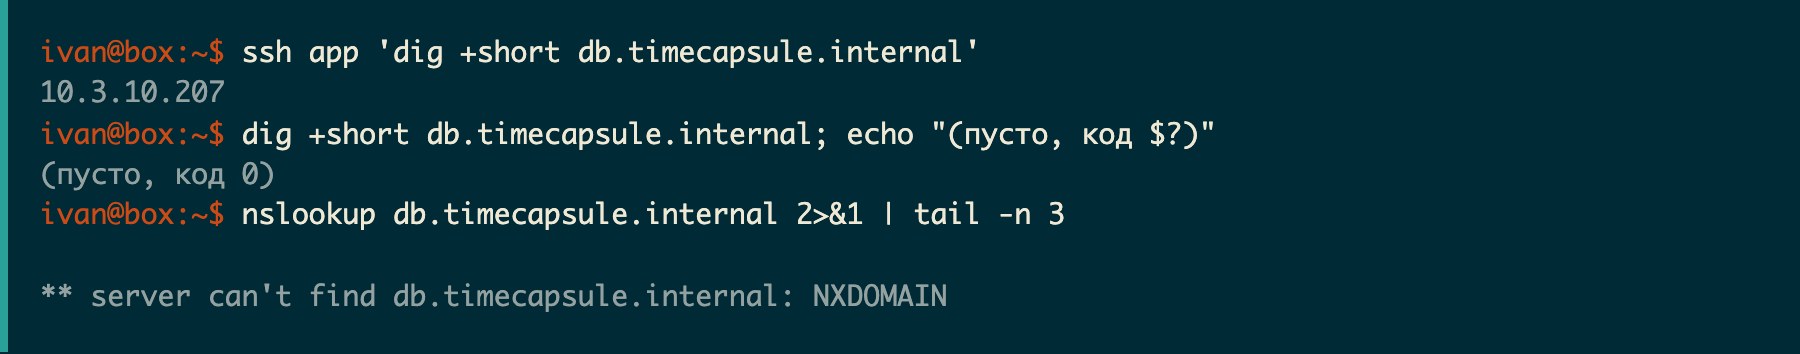 ivan@box:~$ ssh app 'dig +short db.timecapsule.internal'
10.3.10.207
ivan@box:~$ dig +short db.timecapsule.internal; echo "(пусто, код $?)"
(пусто, код 0)
ivan@box:~$ nslookup db.timecapsule.internal 2>&1 | tail -n 3
** server can't find db.timecapsule.internal: NXDOMAIN